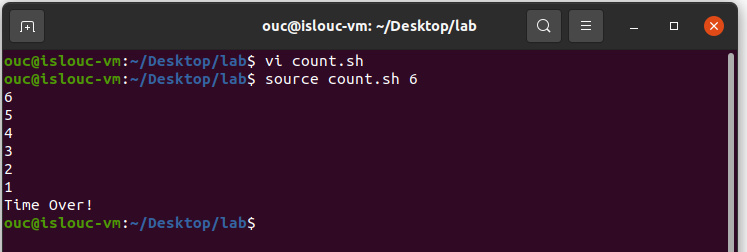 ouc@islouc-vm: ~/Desktop/lab
ouc@islouc-vm:~/Desktop/lab$ vi count.sh
ouc@islouc-vm:~/Desktop/lab$ source count.sh 6
6
5
4
3
2
1
Time Over!
ouc@islouc-vm:~/Desktop/lab$